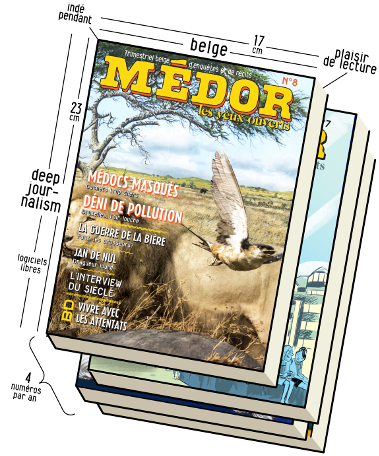 indé
pendant
belge
17
cm
plaisir
de lecture
23
cm
deep
jour-
nalism
logiciels
libres
4
numéros
par an
Trimestriel belge d'enquêtes et de récits
N°8
MÉDOR
les yeux ouverts
MÉDOCS MASQUÉS
DÉNI DE POLLUTION
LA GUERRE DE LA BIÈRE
JAN DE NUL
L'INTERVIEW
DU SIÈCLE
BD
VIVRE AVEC
LES ATTENTATS
7
R